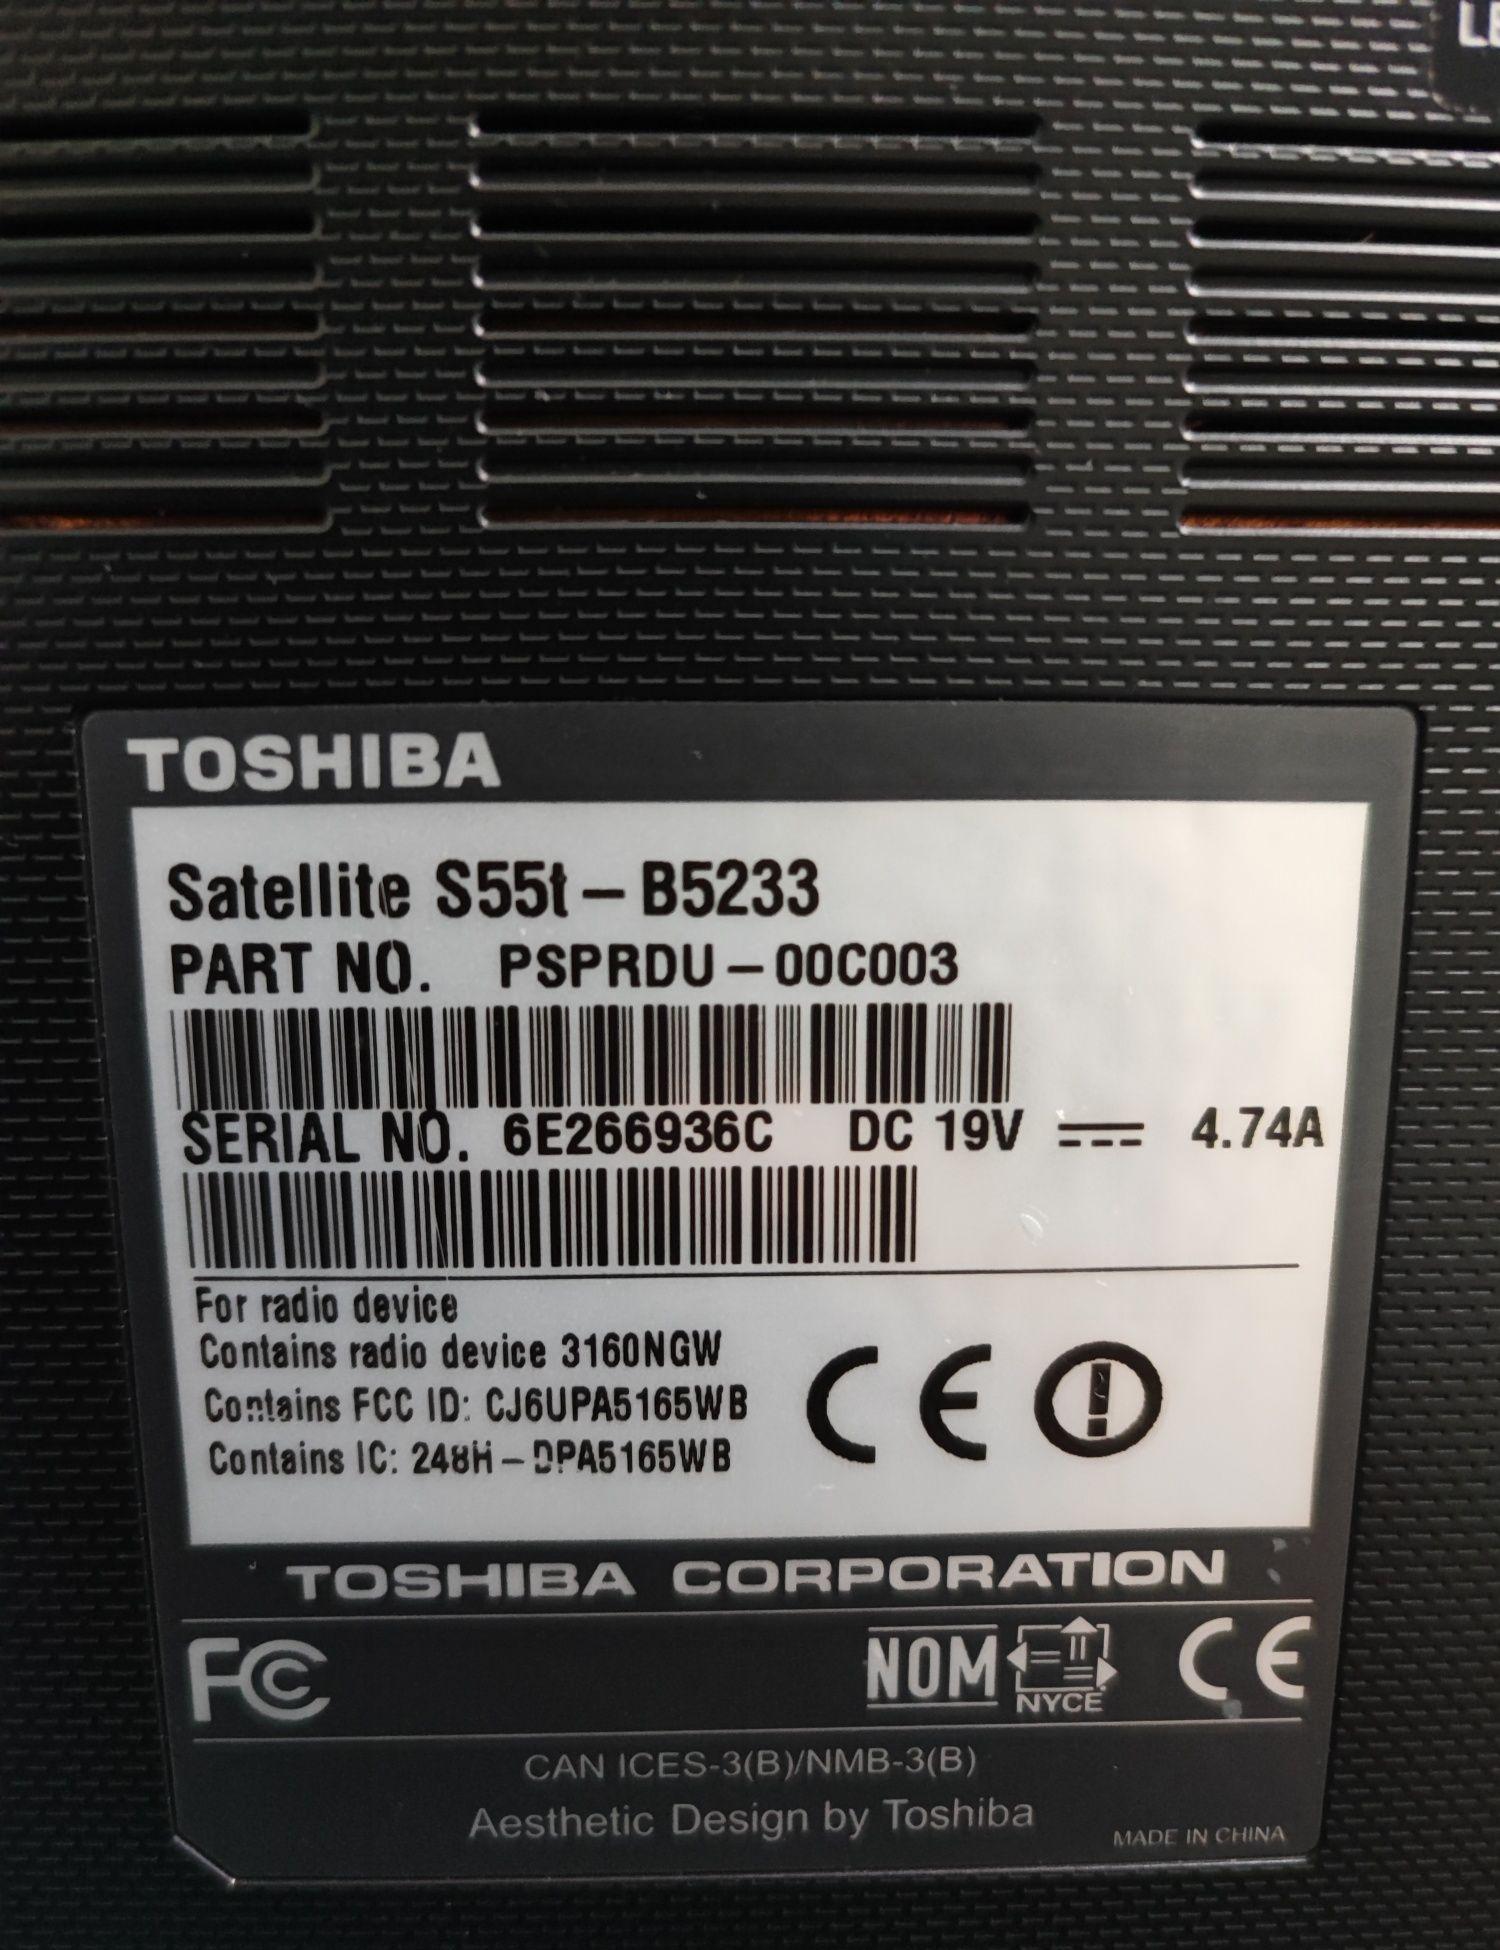 TOSHIBA
Satellite S55t – B5233
PART NO. PSPRDU – 00C003
SERIAL NO. 6E266936C DC 19V 4.74A
For radio device
Contains radio device 3160NGW
Contains FCC ID: CJ6UPA5165WB
Contains IC: 248H – DPA5165WB
CE
TOSHIBA CORPORATION
FC NOM NYCE CE
CAN ICES-3(B)/NMB-3(B)
Aesthetic Design by Toshiba
MADE IN CHINA